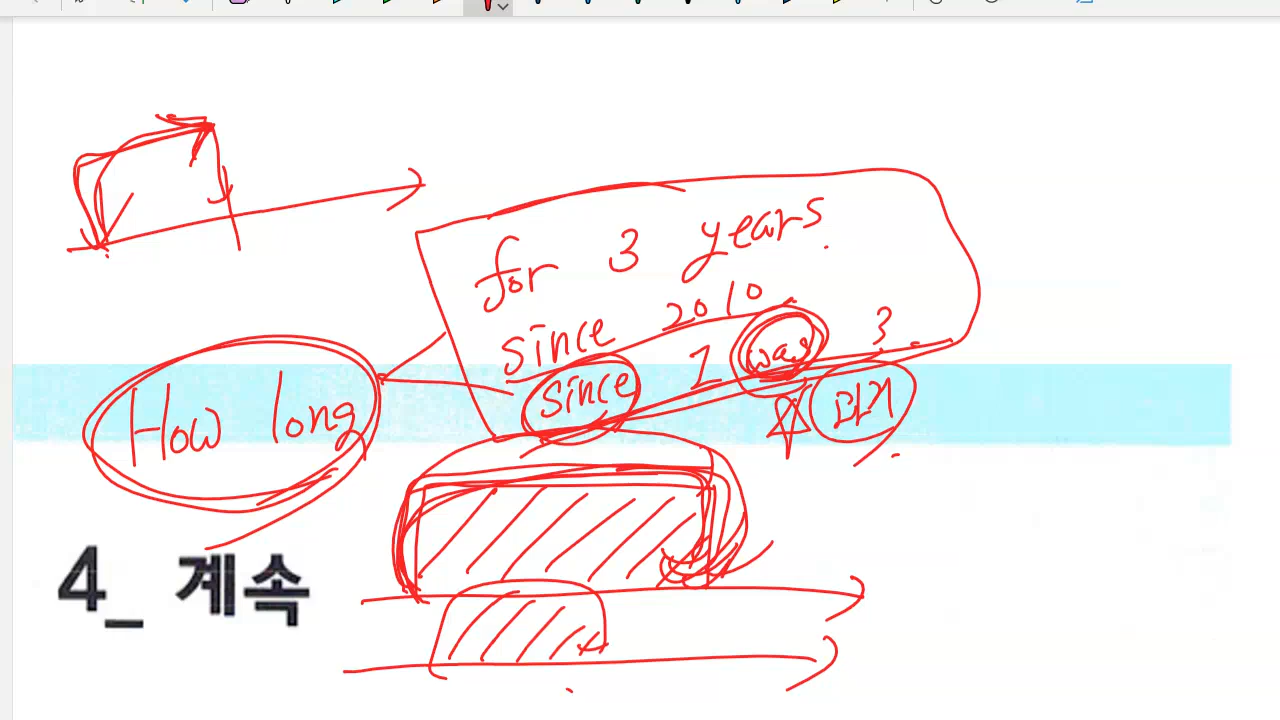 for 3 years.
since 2010
since I was 3.
How long
과거
4_ 계속